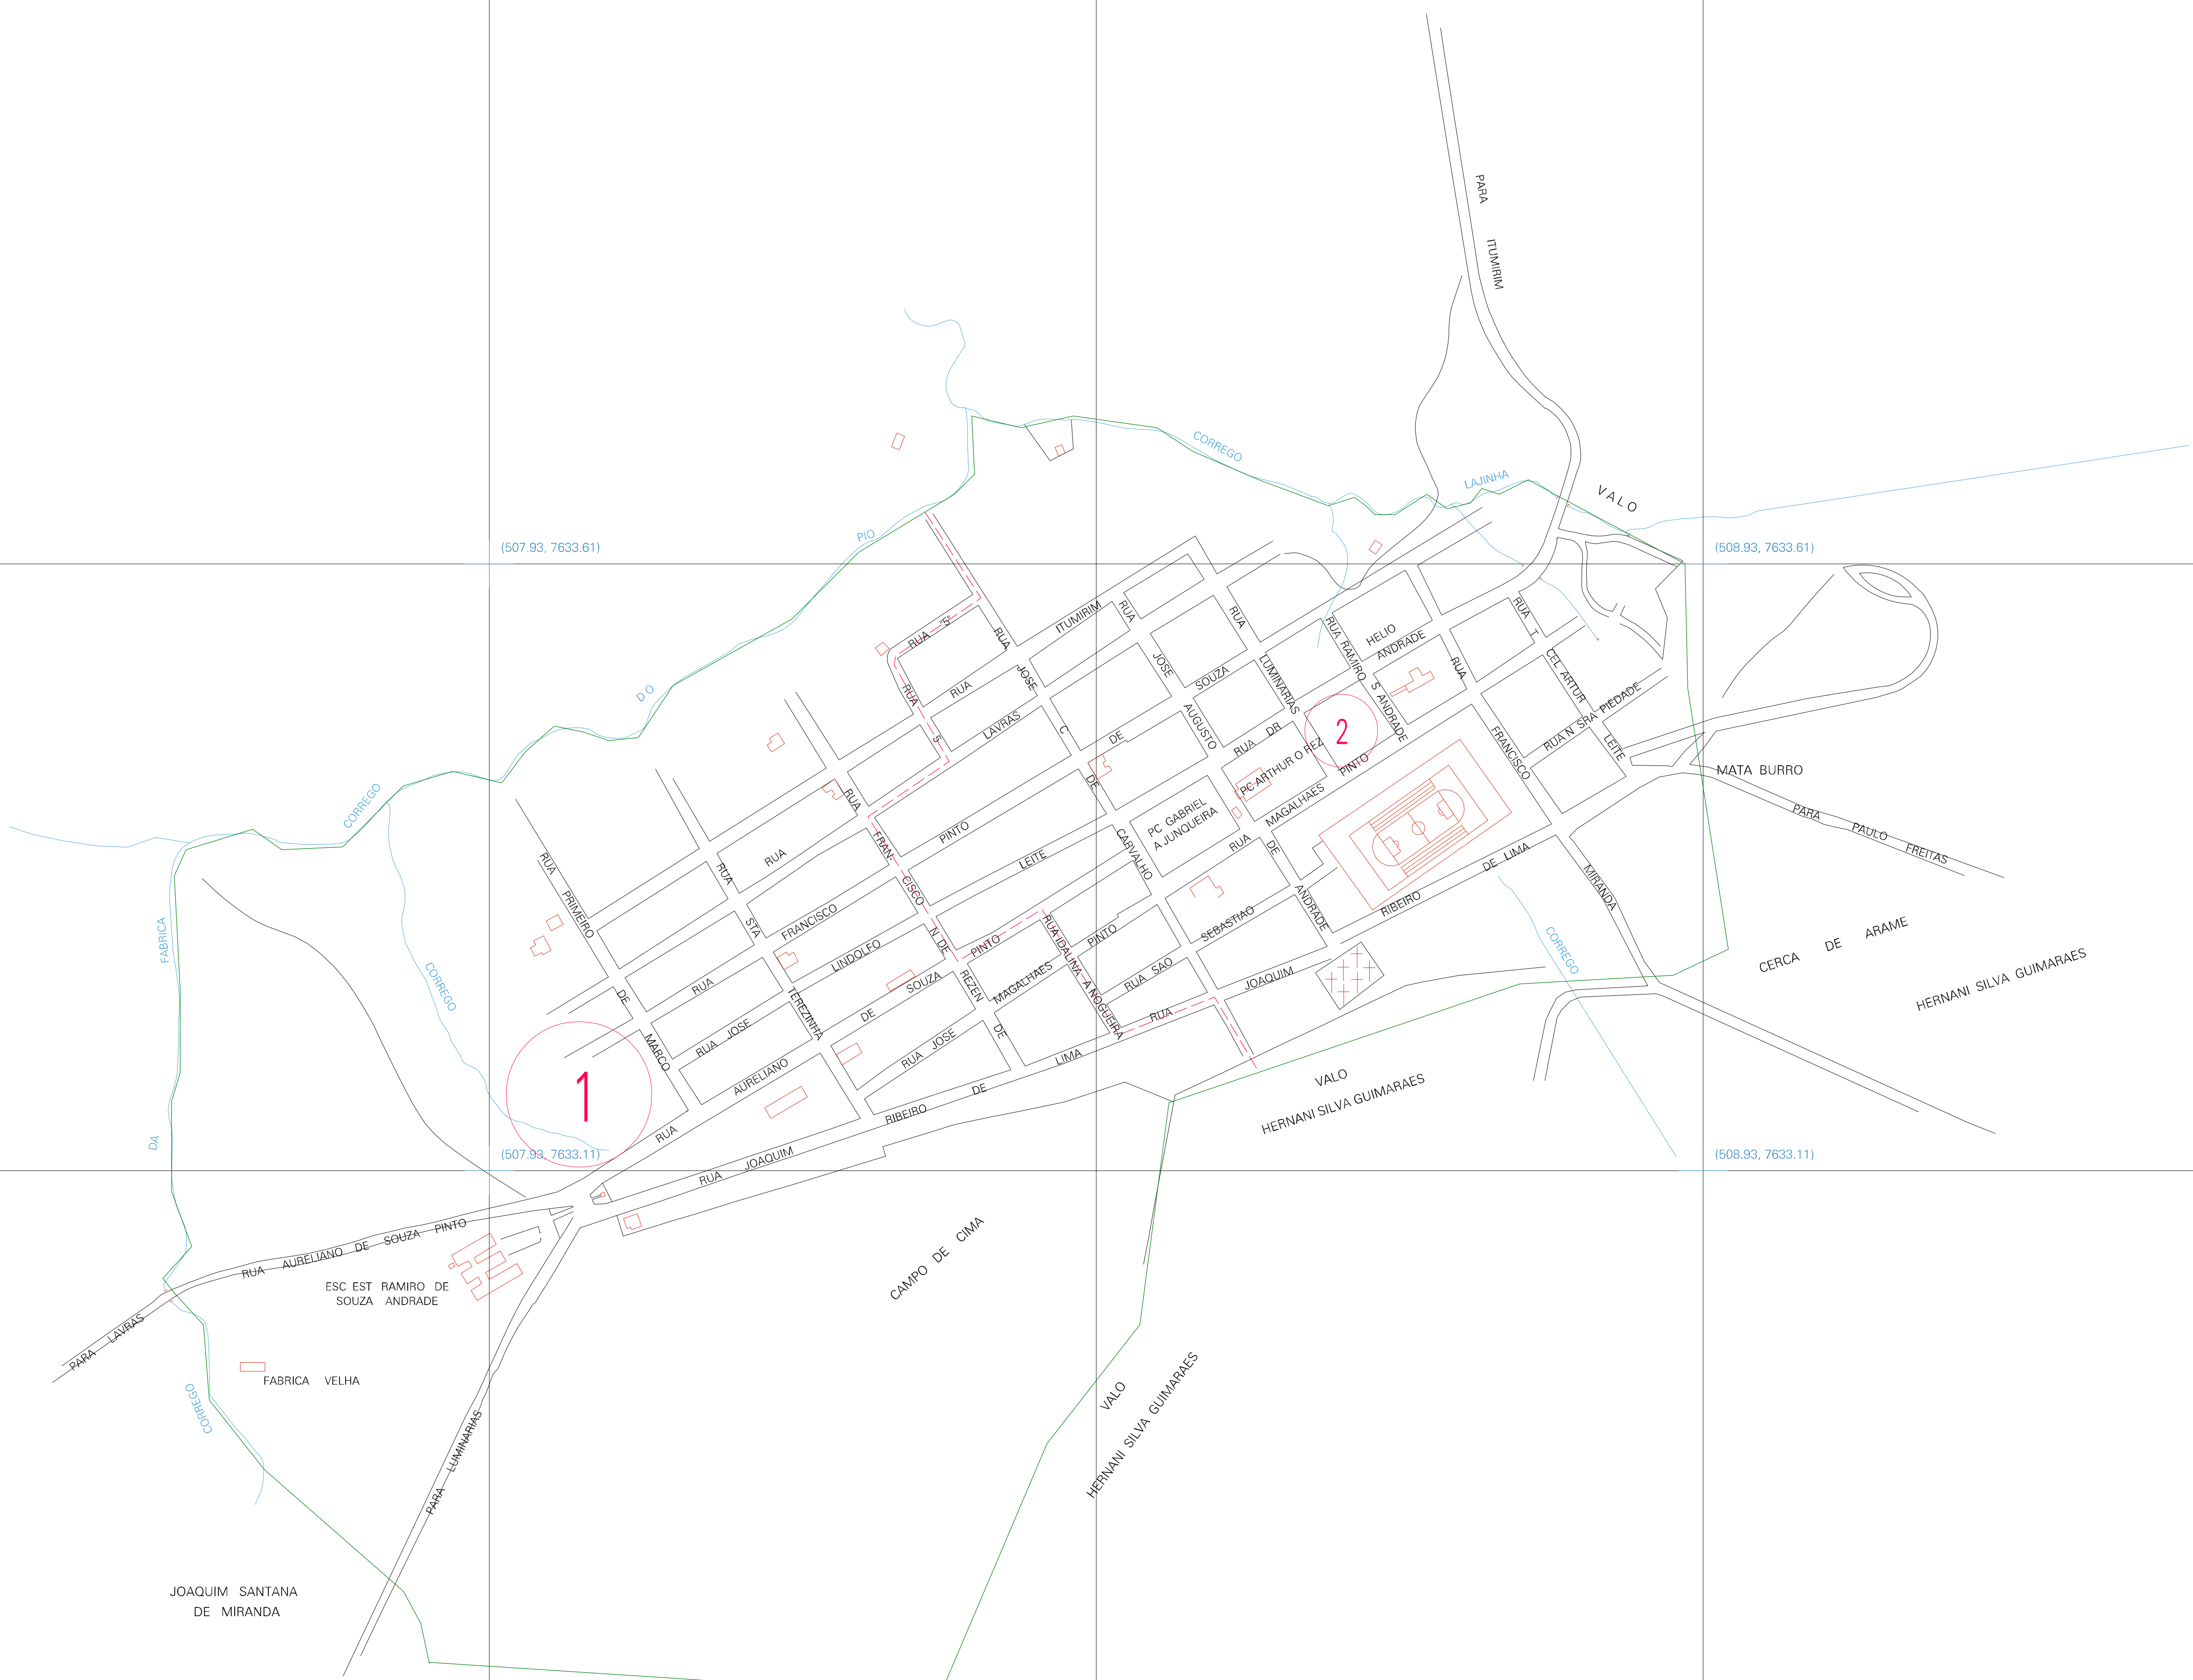 PARA ITUMIRIM
CORREGO LAJINHA
VALO
(507.93, 7633.61)
(508.93, 7633.61)
CORREGO DO PIO
RUA "S"
RUA S
RUA ITUMIRIM
RUA LAVRAS
RUA JOSE C DE CARVALHO
RUA JOSE AUGUSTO DE ANDRADE
RUA LUMINARIAS
RUA RAMIRO S ANDRADE
HELIO ANDRADE
RUA T
CEL ARTUR LEITE
RUA N SRA PIEDADE
RUA FRANCISCO MIRANDA
RUA DR
PC ARTHUR O REZ
2
PC GABRIEL
A JUNQUEIRA
RUA FRANCISCO PINTO DE SOUZA
RUA JOSE LINDOLFO LEITE
RUA FRAN-CISCO N DE REZEN DE
RUA STA TEREZINHA
RUA PRIMEIRO DE MARCO
RUA AURELIANO DE SOUZA PINTO
RUA JOSE MAGALHAES PINTO
RUA MAGALHAES PINTO
RUA IDALINA A NOGUEIRA
RUA SAO SEBASTIAO
RUA JOAQUIM RIBEIRO DE LIMA
RUA JOAQUIM RIBEIRO DE LIMA
MATA BURRO
PARA PAULO FREITAS
CERCA DE ARAME
HERNANI SILVA GUIMARAES
CORREGO
CORREGO
1
CORREGO DA FABRICA
(507.93, 7633.11)
(508.93, 7633.11)
VALO
HERNANI SILVA GUIMARAES
CAMPO DE CIMA
RUA AURELIANO DE SOUZA PINTO
ESC EST RAMIRO DE
SOUZA ANDRADE
PARA LAVRAS
FABRICA VELHA
PARA LUMINARIAS
VALO
HERNANI SILVA GUIMARAES
JOAQUIM SANTANA
DE MIRANDA